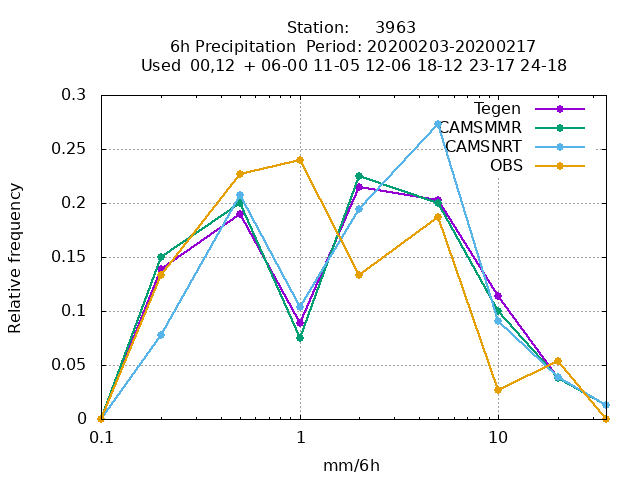 Station: 3963
6h Precipitation Period: 20200203-20200217
Used 00,12 + 06-00 11-05 12-06 18-12 23-17 24-18
0.3
0.25
0.2
0.15
0.1
0.05
0
Relative frequency
Tegen
CAMSMMR
CAMSNRT
OBS
0.1 1 10
mm/6h